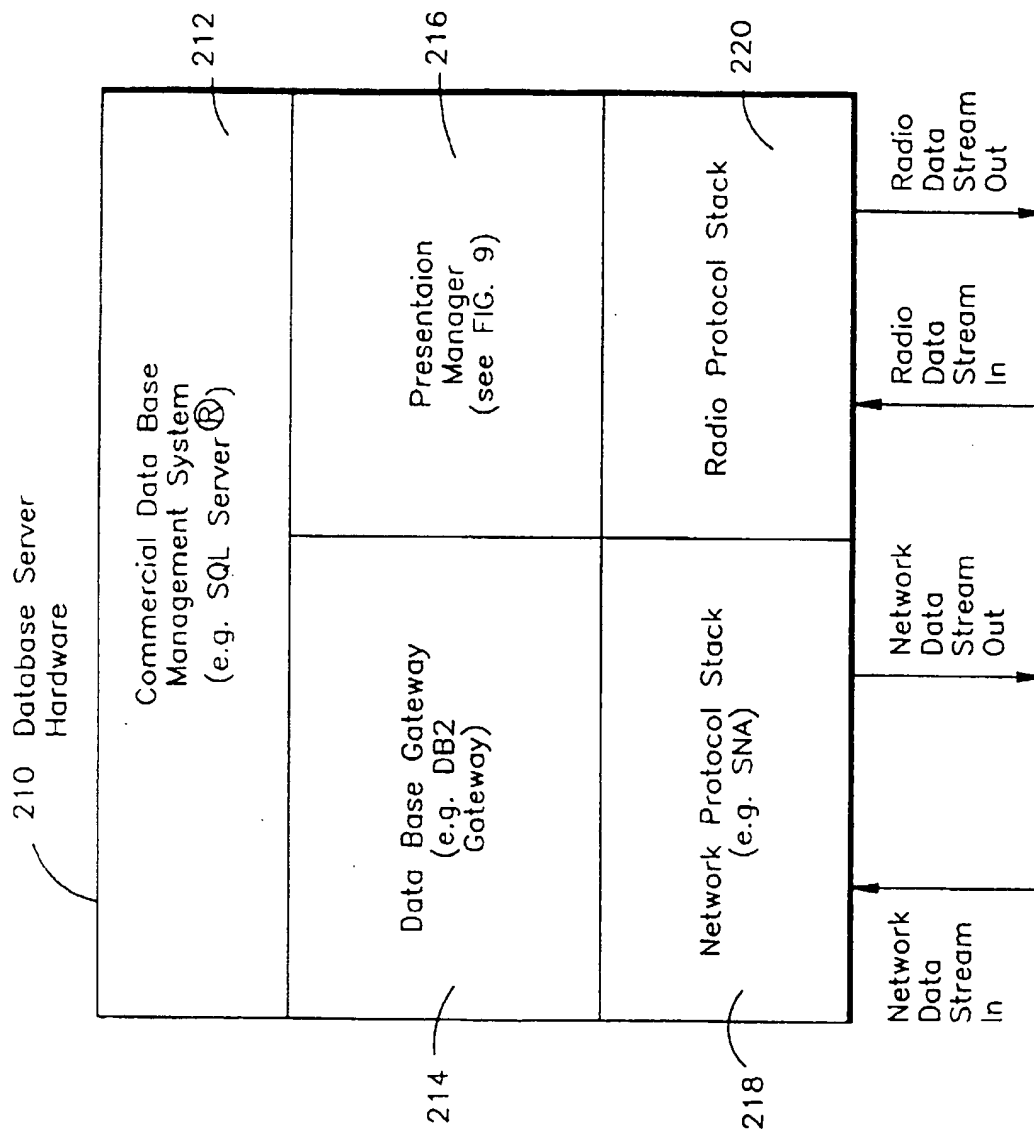 210 Database Server
Hardware
Commercial Data Base
Management System
(e.g. SQL Server®)
212
Data Base Gateway
(e.g. DB2
Gateway)
214
Presentaion
Manager
(see FIG. 9)
216
Network Protocol Stack
(e.g. SNA)
218
Radio Protocol Stack
220
Network
Data
Stream
In
Network
Data
Stream
Out
Radio
Data
Stream
In
Radio
Data
Stream
Out